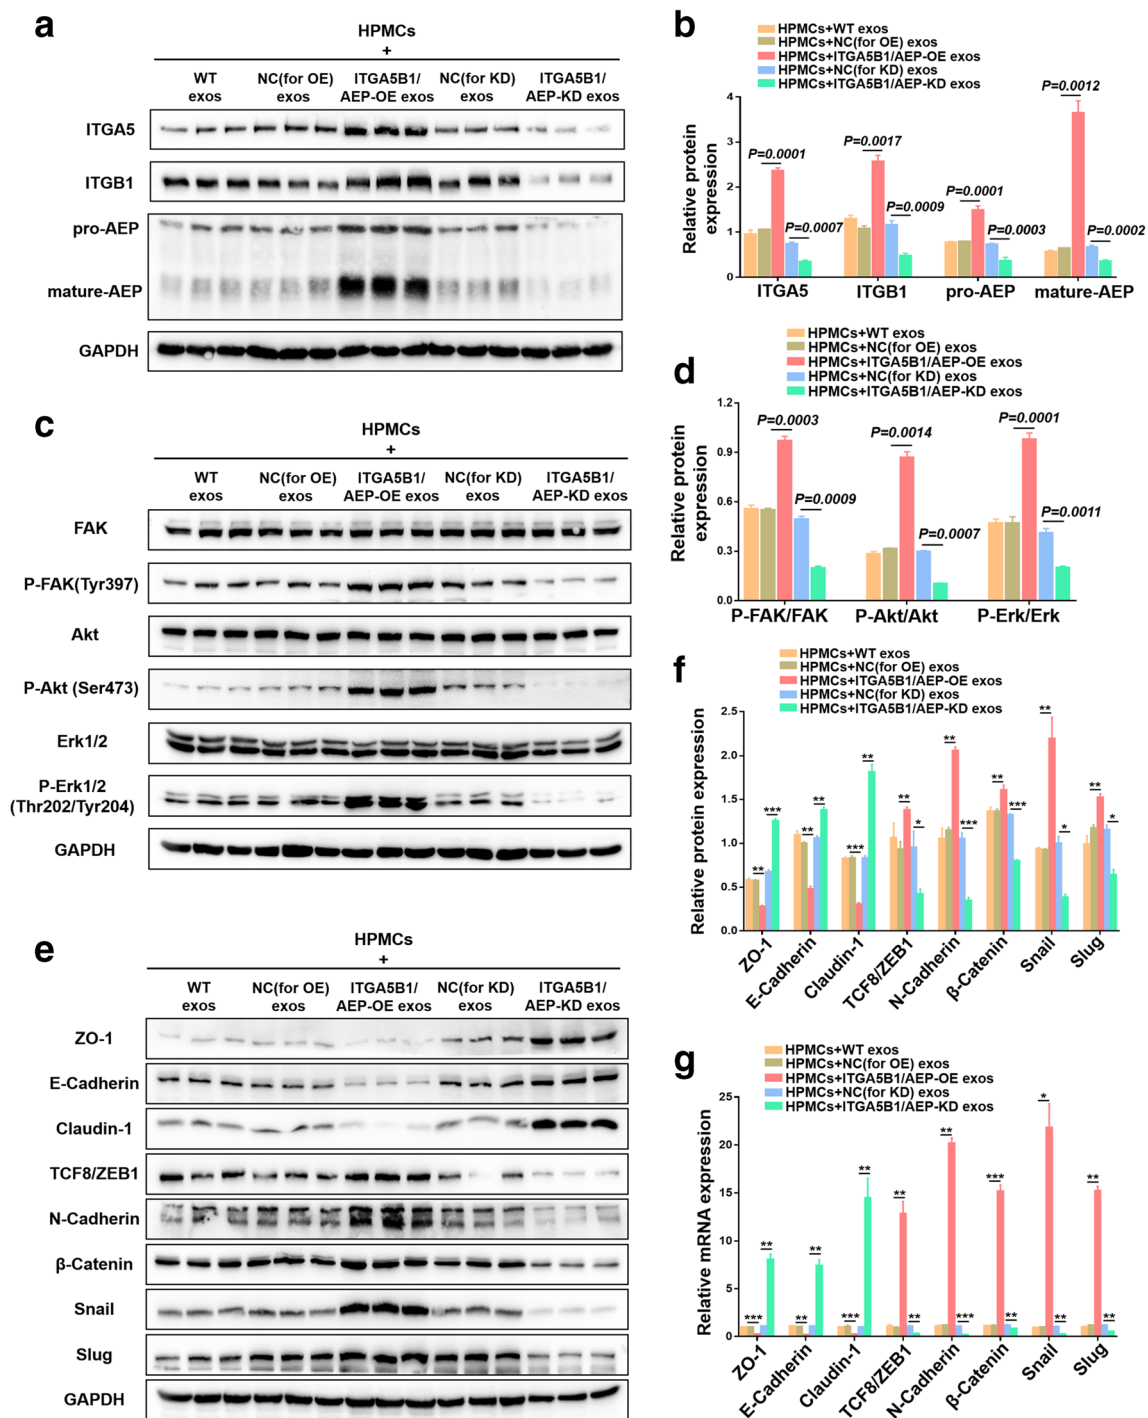 a
HPMCs
+
WT exos
NC(for OE) exos
ITGA5B1/ AEP-OE exos
NC(for KD) exos
ITGA5B1/ AEP-KD exos
ITGA5
ITGB1
pro-AEP
mature-AEP
GAPDH
b
HPMCs+WT exos
HPMCs+NC(for OE) exos
HPMCs+ITGA5B1/AEP-OE exos
HPMCs+NC(for KD) exos
HPMCs+ITGA5B1/AEP-KD exos
Relative protein expression
4
3
2
1
0
P=0.0001
P=0.0007
P=0.0017
P=0.0009
P=0.0001
P=0.0003
P=0.0012
P=0.0002
ITGA5
ITGB1
pro-AEP
mature-AEP
c
HPMCs
+
WT exos
NC(for OE) exos
ITGA5B1/ AEP-OE exos
NC(for KD) exos
ITGA5B1/ AEP-KD exos
FAK
P-FAK(Tyr397)
Akt
P-Akt (Ser473)
Erk1/2
P-Erk1/2
(Thr202/Tyr204)
GAPDH
d
HPMCs+WT exos
HPMCs+NC(for OE) exos
HPMCs+ITGA5B1/AEP-OE exos
HPMCs+NC(for KD) exos
HPMCs+ITGA5B1/AEP-KD exos
Relative protein expression
1.2
0.9
0.6
0.3
0.0
P=0.0003
P=0.0009
P=0.0014
P=0.0007
P=0.0001
P=0.0011
P-FAK/FAK
P-Akt/Akt
P-Erk/Erk
e
HPMCs
+
WT exos
NC(for OE) exos
ITGA5B1/ AEP-OE exos
NC(for KD) exos
ITGA5B1/ AEP-KD exos
ZO-1
E-Cadherin
Claudin-1
TCF8/ZEB1
N-Cadherin
β-Catenin
Snail
Slug
GAPDH
f
HPMCs+WT exos
HPMCs+NC(for OE) exos
HPMCs+ITGA5B1/AEP-OE exos
HPMCs+NC(for KD) exos
HPMCs+ITGA5B1/AEP-KD exos
Relative protein expression
2.5
2.0
1.5
1.0
0.5
0.0
** ***
** **
*** **
** *
** ***
** ***
** *
** *
ZO-1
E-Cadherin
Claudin-1
TCF8/ZEB1
N-Cadherin
β-Catenin
Snail
Slug
g
HPMCs+WT exos
HPMCs+NC(for OE) exos
HPMCs+ITGA5B1/AEP-OE exos
HPMCs+NC(for KD) exos
HPMCs+ITGA5B1/AEP-KD exos
Relative mRNA expression
25
20
15
10
5
0
*** **
** **
*** **
** **
** ***
*** **
* **
** **
ZO-1
E-Cadherin
Claudin-1
TCF8/ZEB1
N-Cadherin
β-Catenin
Snail
Slug